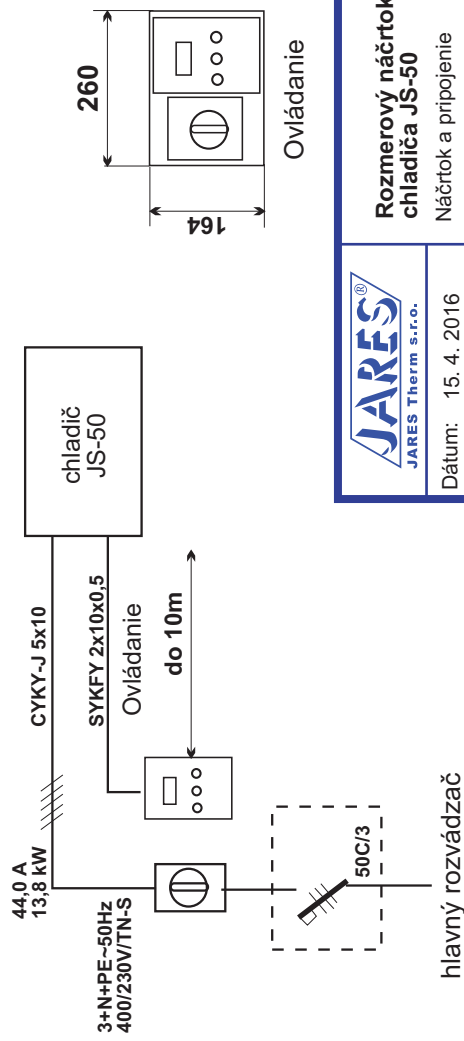 44,0 A
13,8 kW
CYKY-J 5x10
3+N+PE~50Hz
400/230V/TN-S
SYKFY 2x10x0,5
Ovládanie
do 10m
chladič
JS-50
50C/3
hlavný rozvádzač
260
164
Ovládanie
JARES®
JARES Therm s.r.o.
Dátum: 15. 4. 2016
Rozmerový náčrtok
chladiča JS-50
Náčrtok a pripojenie